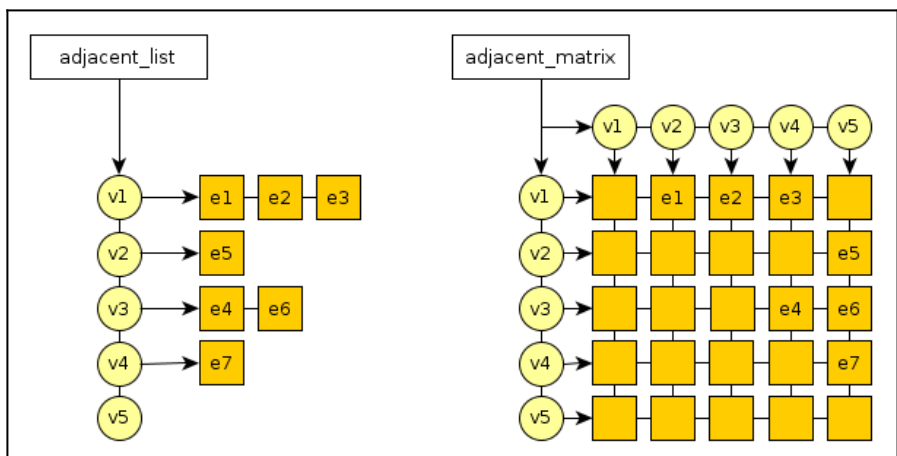 adjacent_list
adjacent_matrix
v1 v2 v3 v4 v5
v1 e1 e2 e3
v2 e5
v3 e4 e6
v4 e7
v5
v1 e1 e2 e3
v2 e5
v3 e4 e6
v4 e7
v5